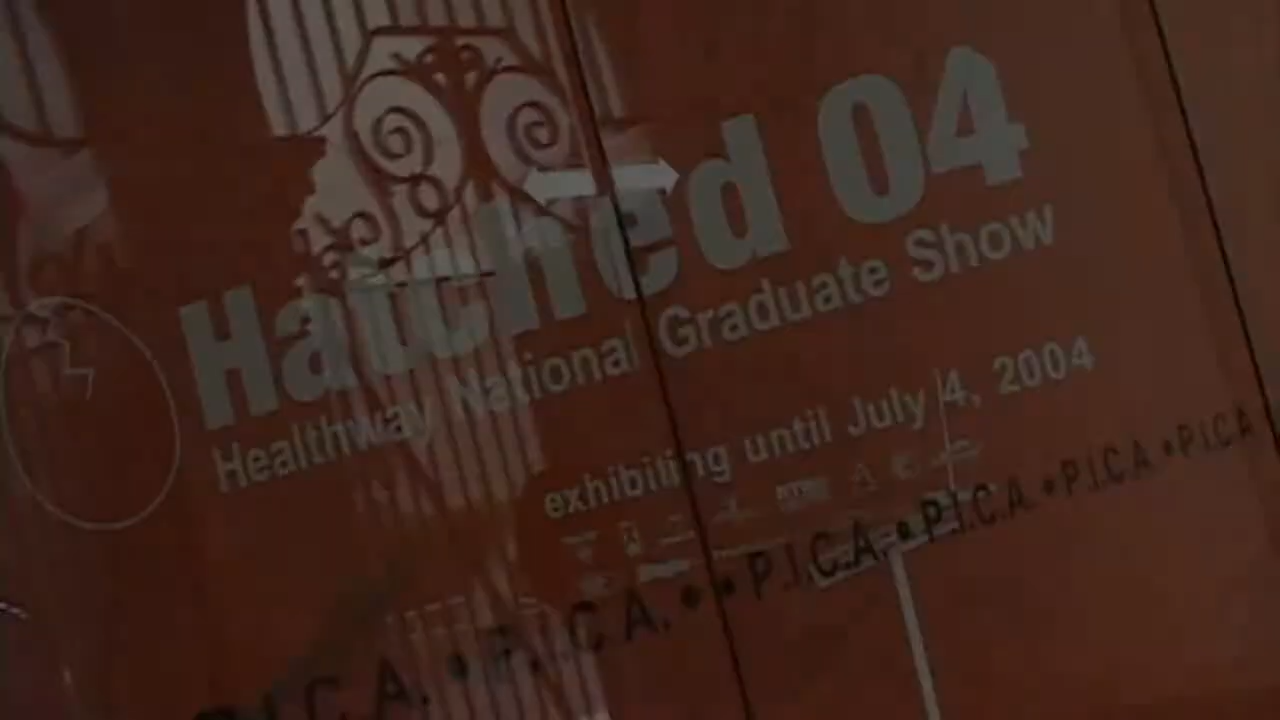 Hatched 04
Healthway National Graduate Show
exhibiting until July 4, 2004
P.I.C.A. • P.I.C.A. • • P.I.C.A. • P.I.C.A. • P.I.C.A • P.I.C.A